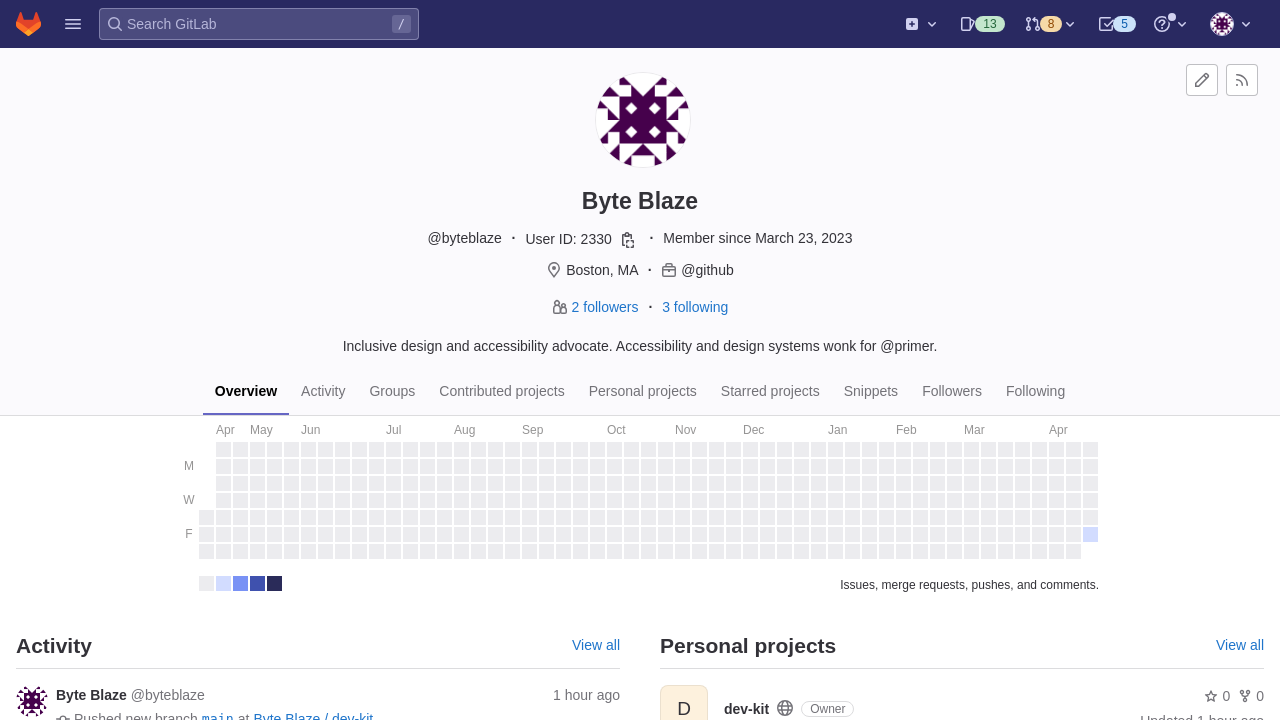 Search GitLab /
13
8
5
Byte Blaze
@byteblaze · User ID: 2330 · Member since March 23, 2023
Boston, MA · @github
2 followers · 3 following
Inclusive design and accessibility advocate. Accessibility and design systems wonk for @primer.
Overview Activity Groups Contributed projects Personal projects Starred projects Snippets Followers Following
Apr May Jun Jul Aug Sep Oct Nov Dec Jan Feb Mar Apr
M
W
F
Issues, merge requests, pushes, and comments.
Activity View all
Personal projects View all
Byte Blaze @byteblaze 1 hour ago
Pushed new branch main at Byte Blaze / dev-kit
D dev-kit Owner 0 0
Updated 1 hour ago